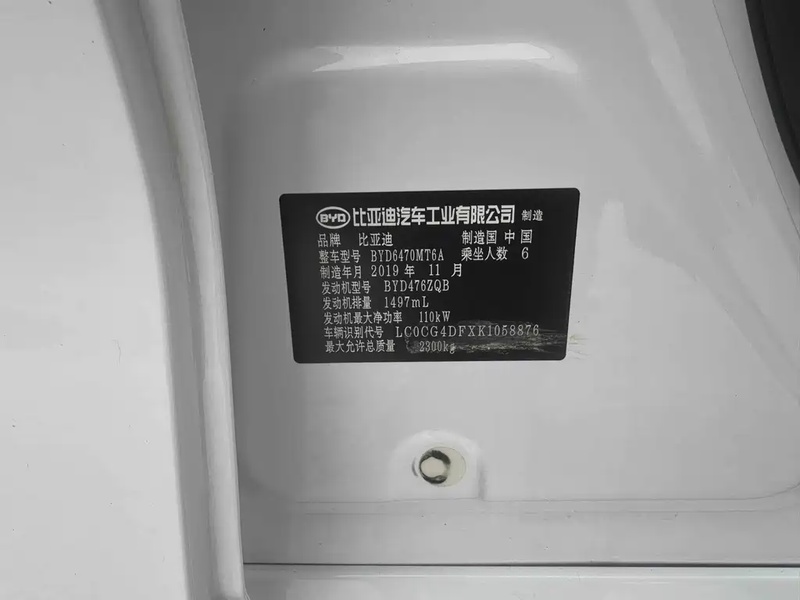 BYD 比亚迪汽车工业有限公司 制造
品牌 比亚迪 制造国 中国
整车型号 BYD6470MT6A 乘坐人数 6
制造年月 2019 年 11 月
发动机型号 BYD476ZQB
发动机排量 1497mL
发动机最大净功率 110kW
车辆识别代号 LC0CG4DFXK1058876
最大允许总质量 2300kg